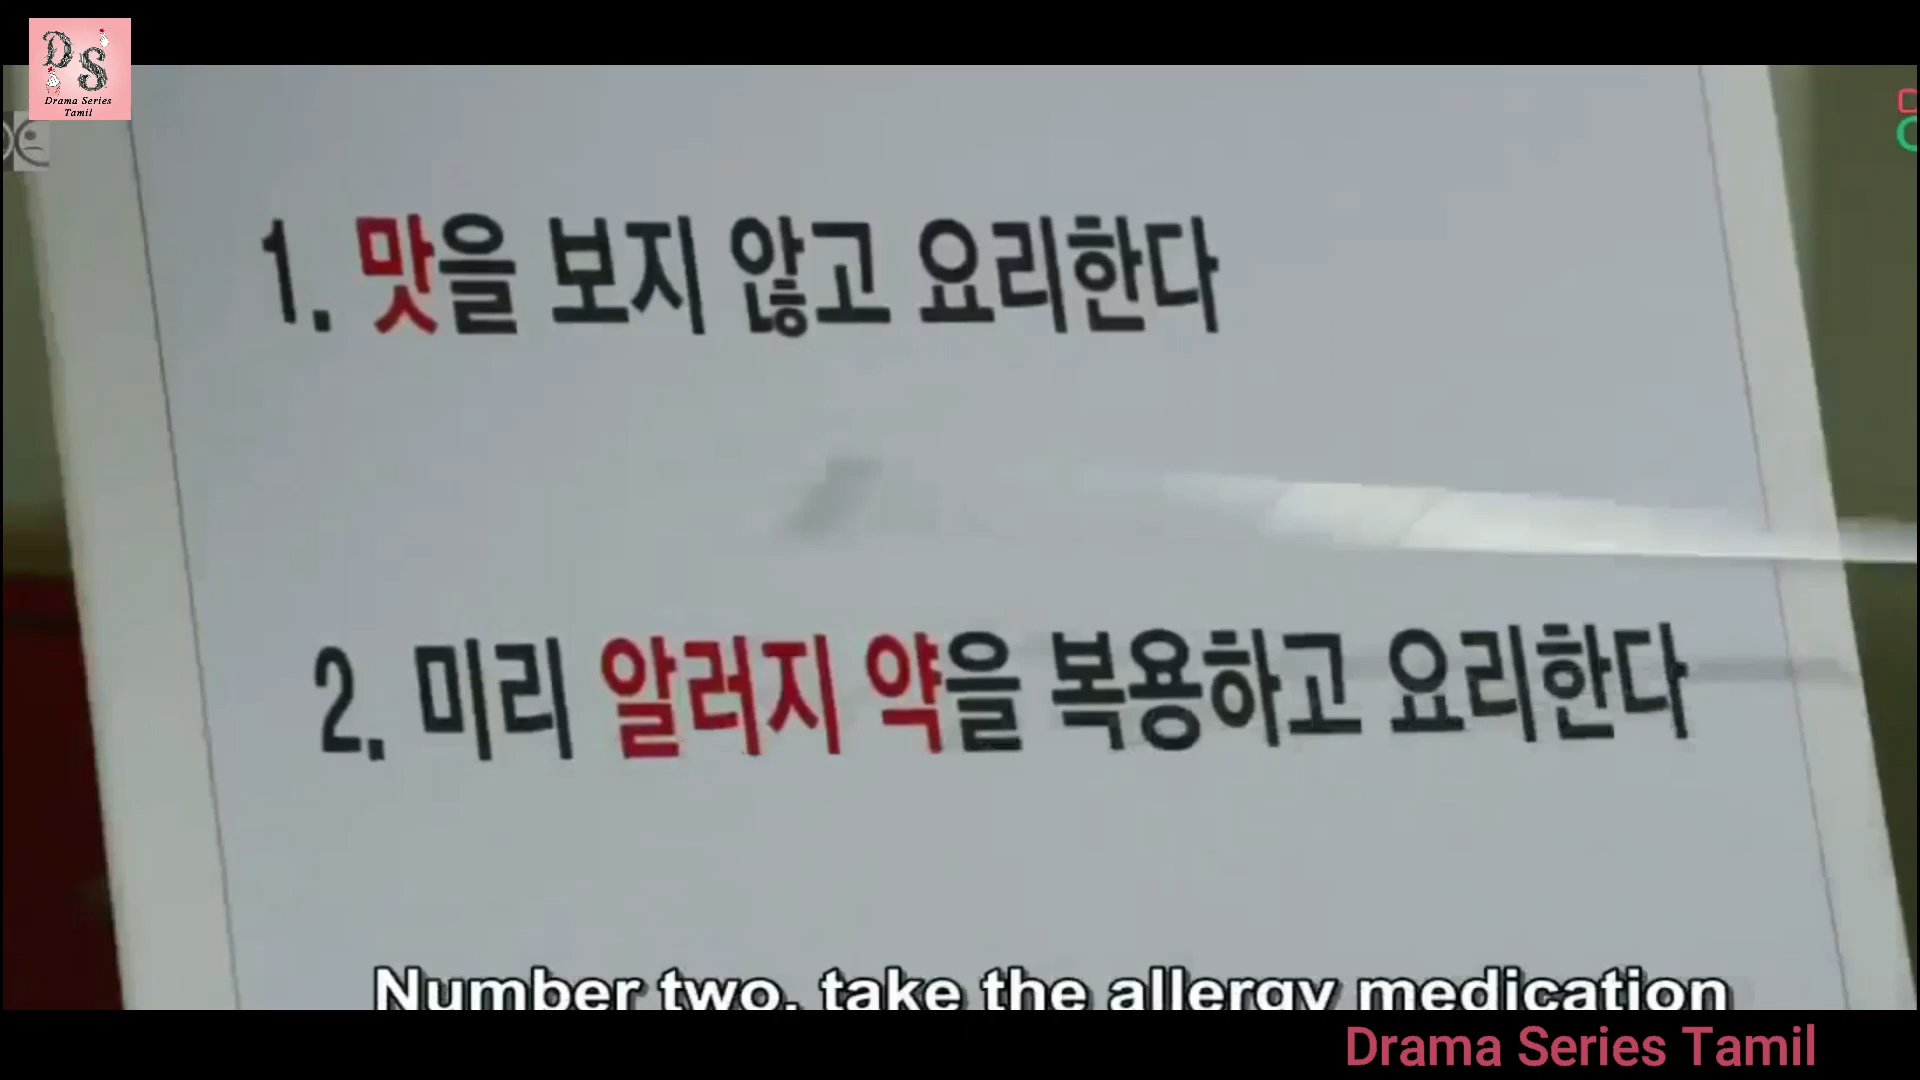 DS
Drama Series
Tamil
1. 맛을 보지 않고 요리한다
2. 미리 알러지 약을 복용하고 요리한다
Number two, take the allergy medication
Drama Series Tamil